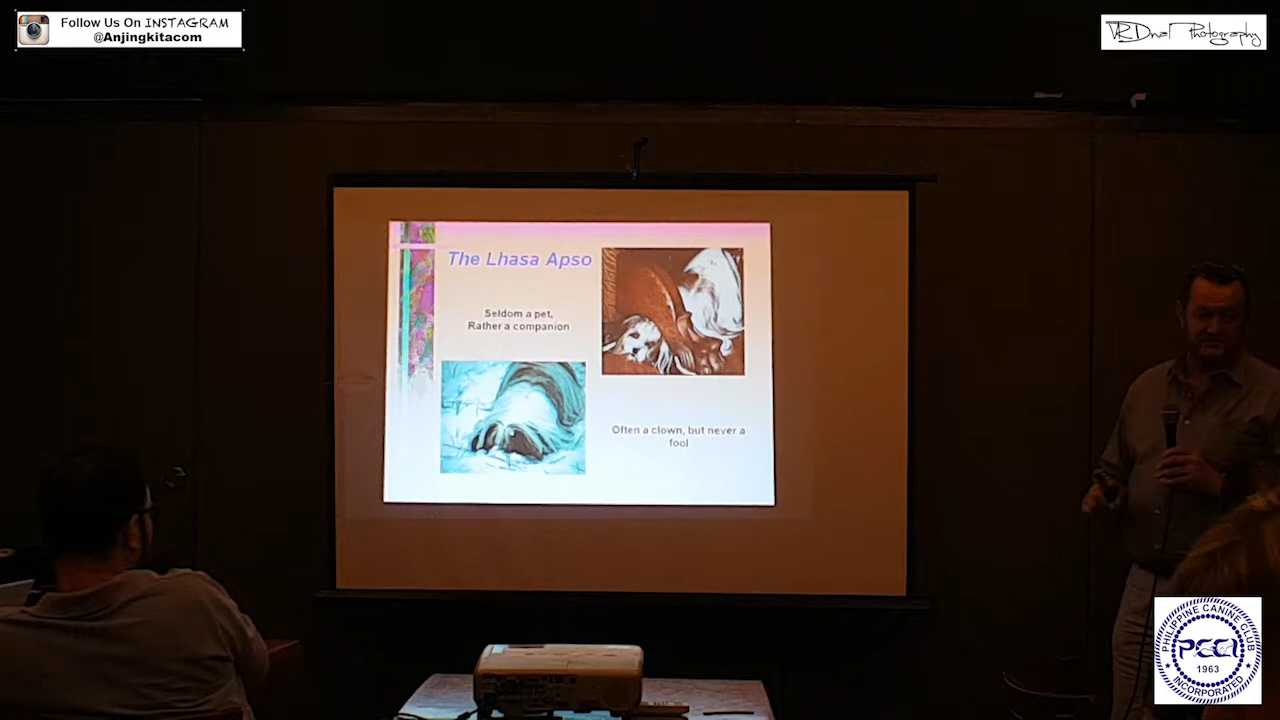 Follow Us On INSTAGRAM
@Anjingkitacom
VRDnal Photography
The Lhasa Apso
Seldom a pet,
Rather a companion
Often a clown, but never a
fool
PHILIPPINE CANINE CLUB
PCCI
1963
INCORPORATED